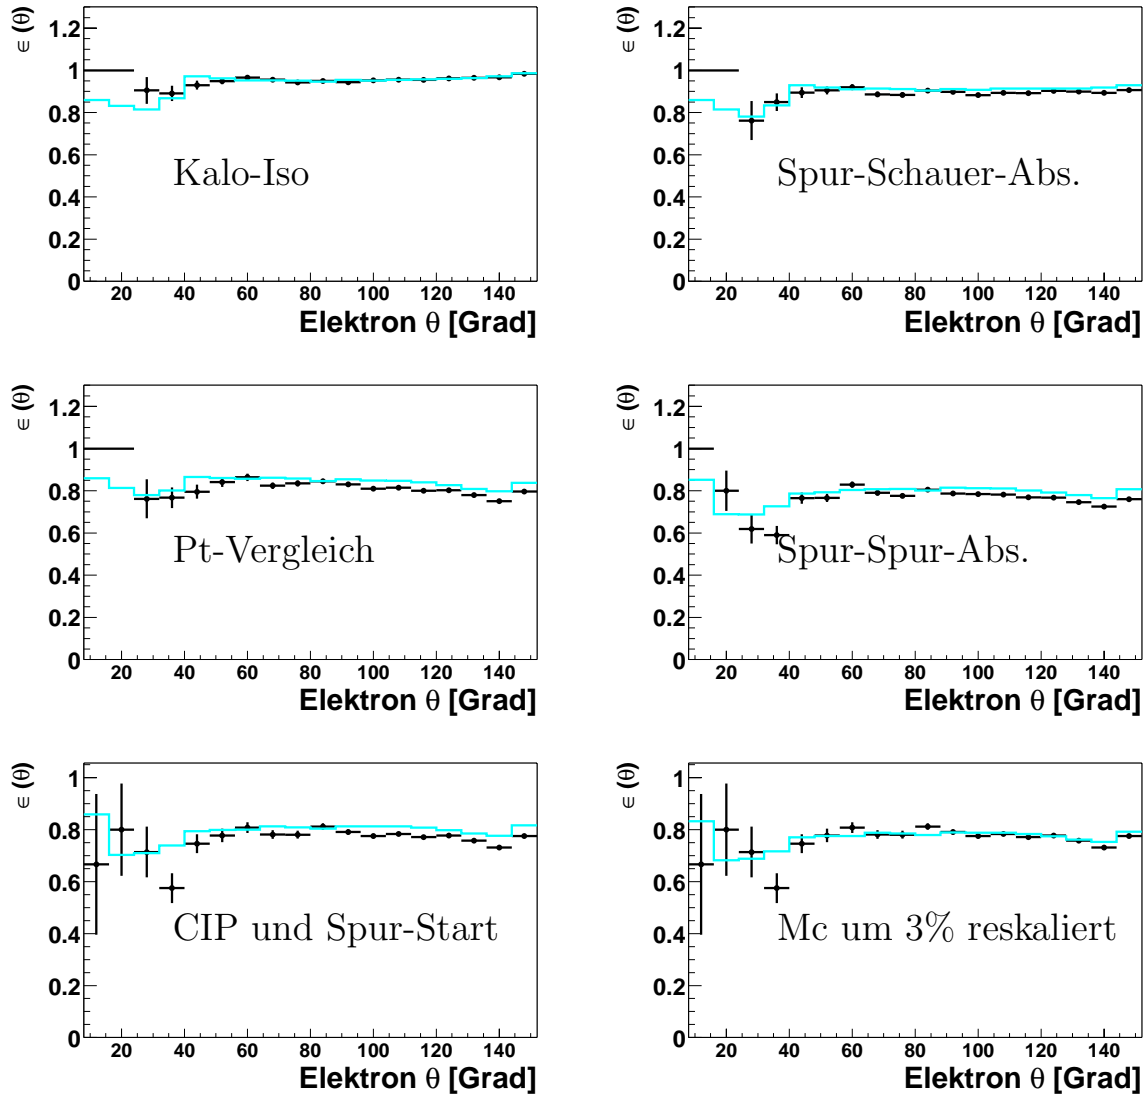 ϵ (θ)
1.2
1
0.8
0.6
0.4
0.2
0
Kalo-Iso
20 40 60 80 100 120 140
Elektron θ [Grad]
ϵ (θ)
1.2
1
0.8
0.6
0.4
0.2
0
Spur-Schauer-Abs.
20 40 60 80 100 120 140
Elektron θ [Grad]
ϵ (θ)
1.2
1
0.8
0.6
0.4
0.2
0
Pt-Vergleich
20 40 60 80 100 120 140
Elektron θ [Grad]
ϵ (θ)
1.2
1
0.8
0.6
0.4
0.2
0
Spur-Spur-Abs.
20 40 60 80 100 120 140
Elektron θ [Grad]
ϵ (θ)
1
0.8
0.6
0.4
0.2
0
CIP und Spur-Start
20 40 60 80 100 120 140
Elektron θ [Grad]
ϵ (θ)
1
0.8
0.6
0.4
0.2
0
Mc um 3% reskaliert
20 40 60 80 100 120 140
Elektron θ [Grad]